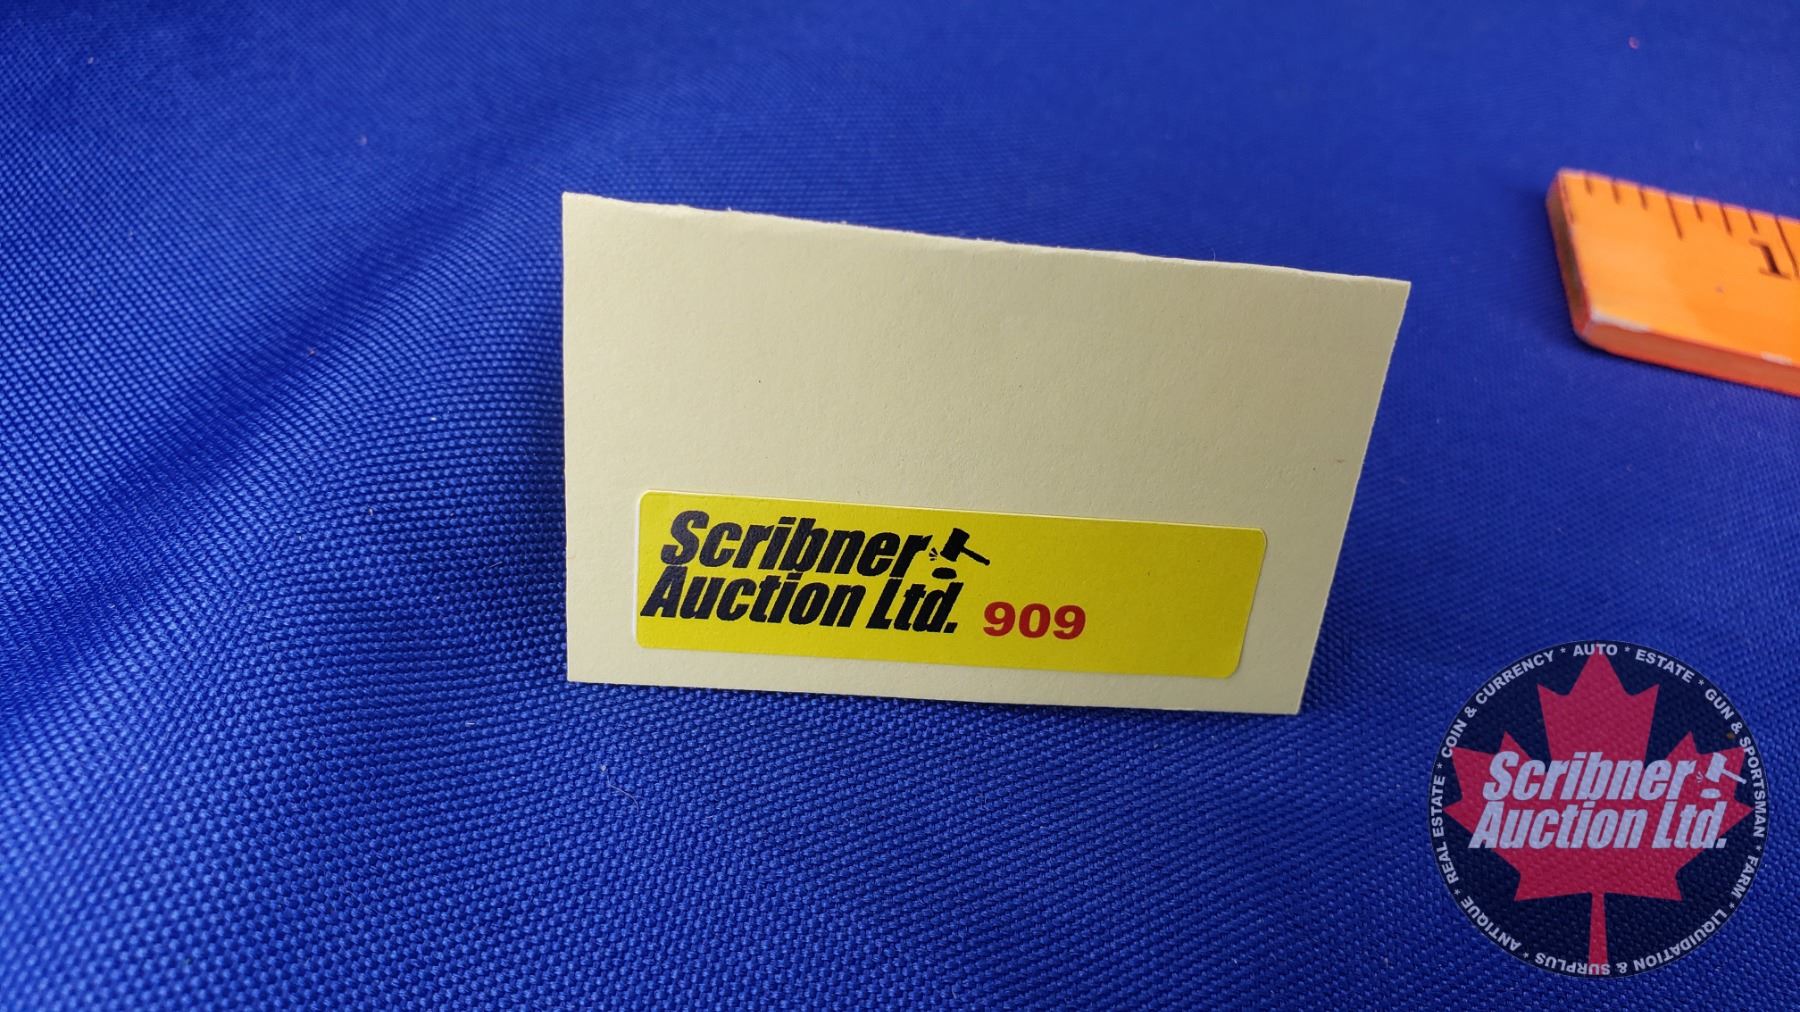 Scribner
Auction Ltd. 909
1
* COIN & CURRENCY * AUTO * ESTATE * GUN & SPORTSMAN * FARM * LIQUIDATION & SURPLUS * ANTIQUE * REAL ESTATE
Scribner
Auction Ltd.